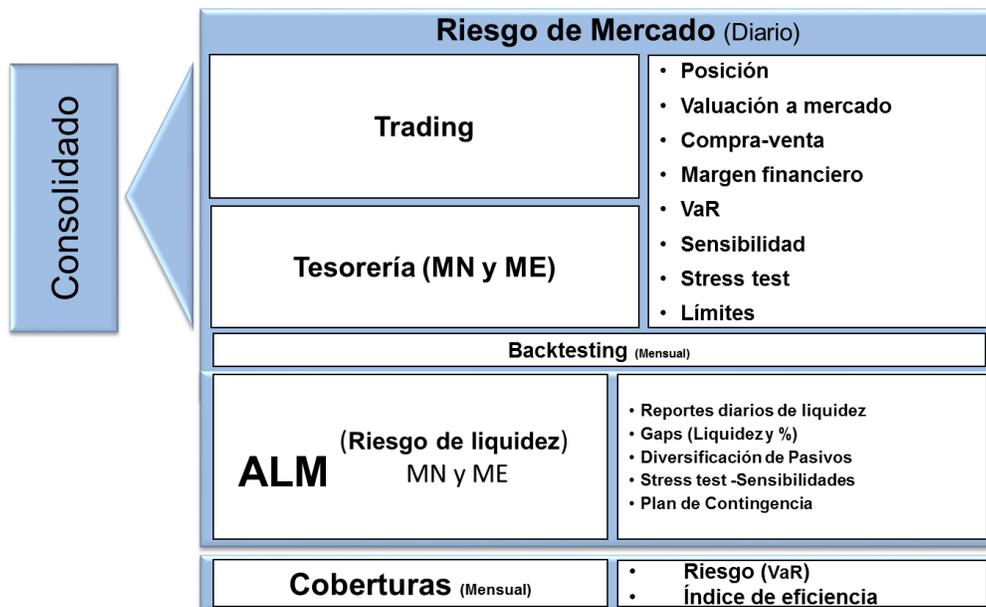 Consolidado
Riesgo de Mercado (Diario)
Trading
• Posición
• Valuación a mercado
• Compra-venta
• Margen financiero
• VaR
• Sensibilidad
• Stress test
• Límites
Tesorería (MN y ME)
Backtesting (Mensual)
ALM
(Riesgo de liquidez)
MN y ME
• Reportes diarios de liquidez
• Gaps (Liquidez y %)
• Diversificación de Pasivos
• Stress test -Sensibilidades
• Plan de Contingencia
Coberturas (Mensual)
• Riesgo (VaR)
• Índice de eficiencia